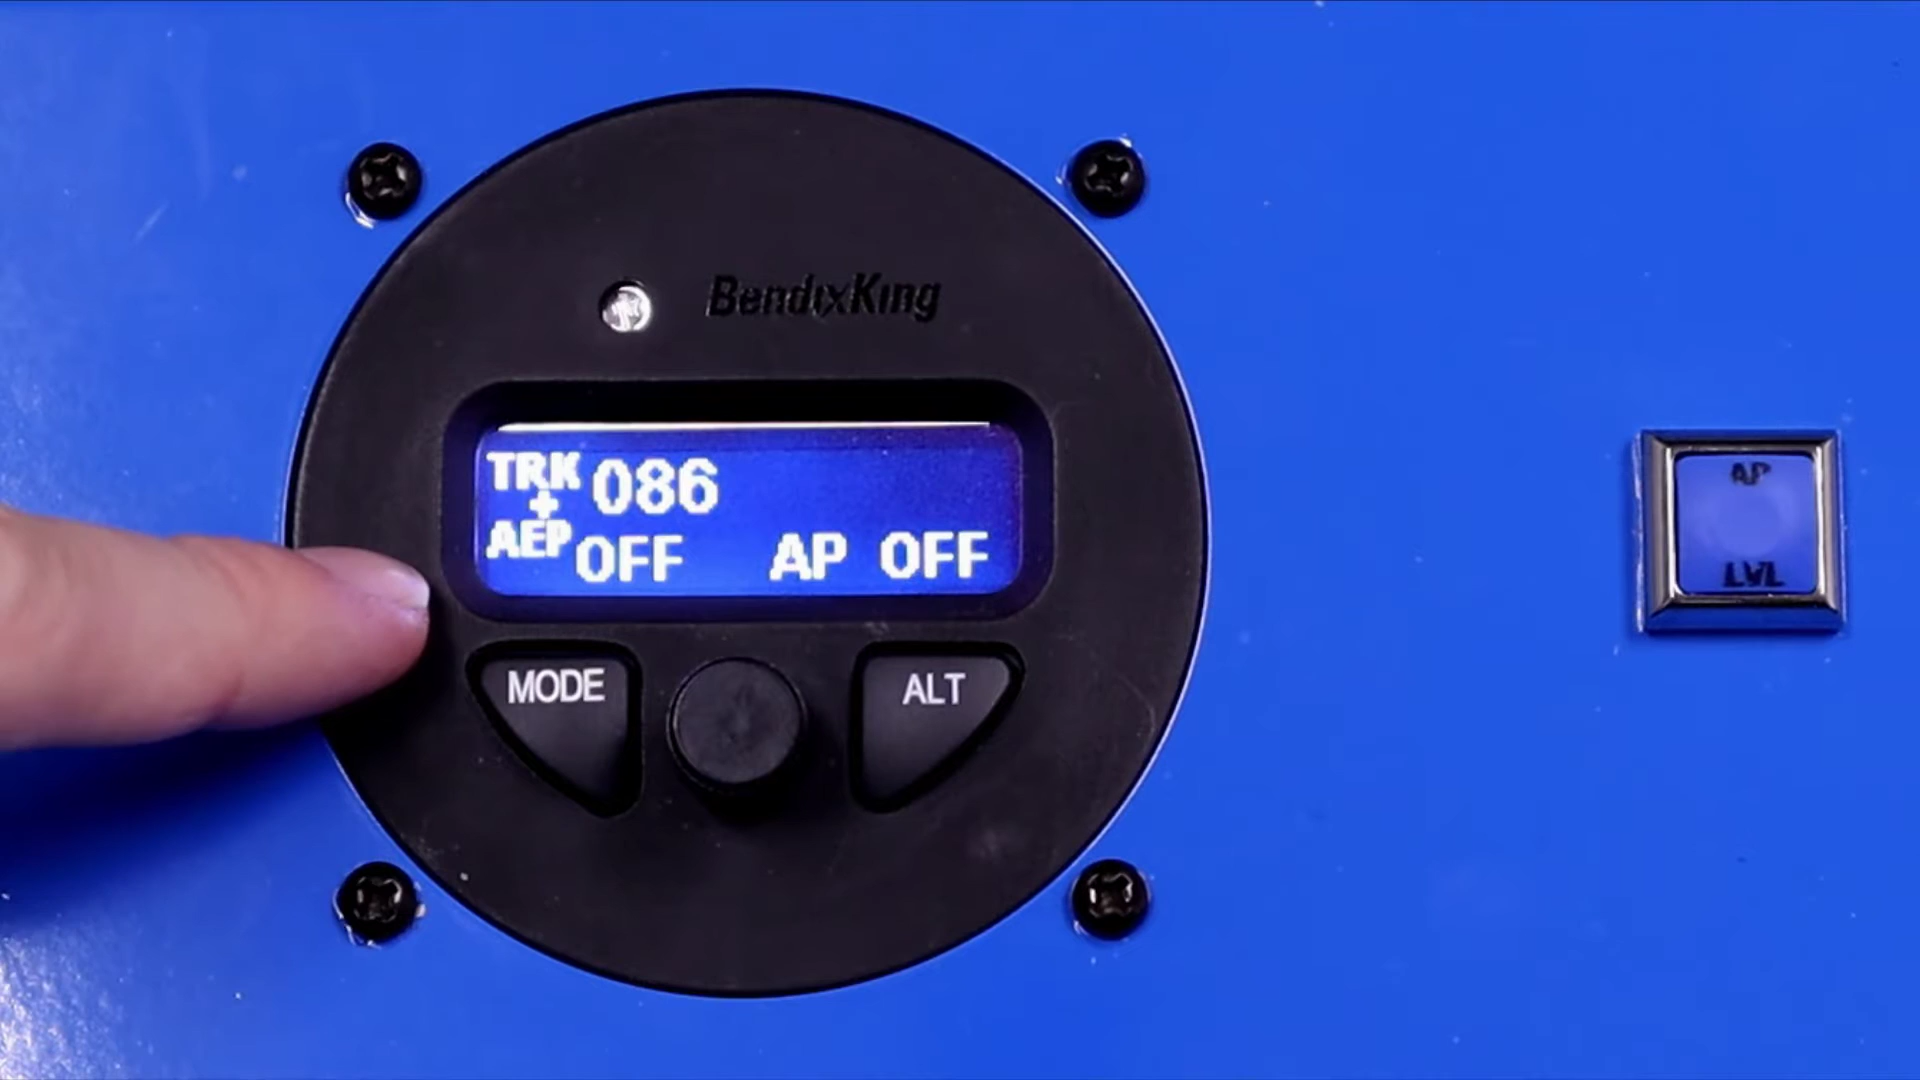 BendixKing
TRK 086
+
AEP OFF AP OFF
MODE
ALT
AP
LVL